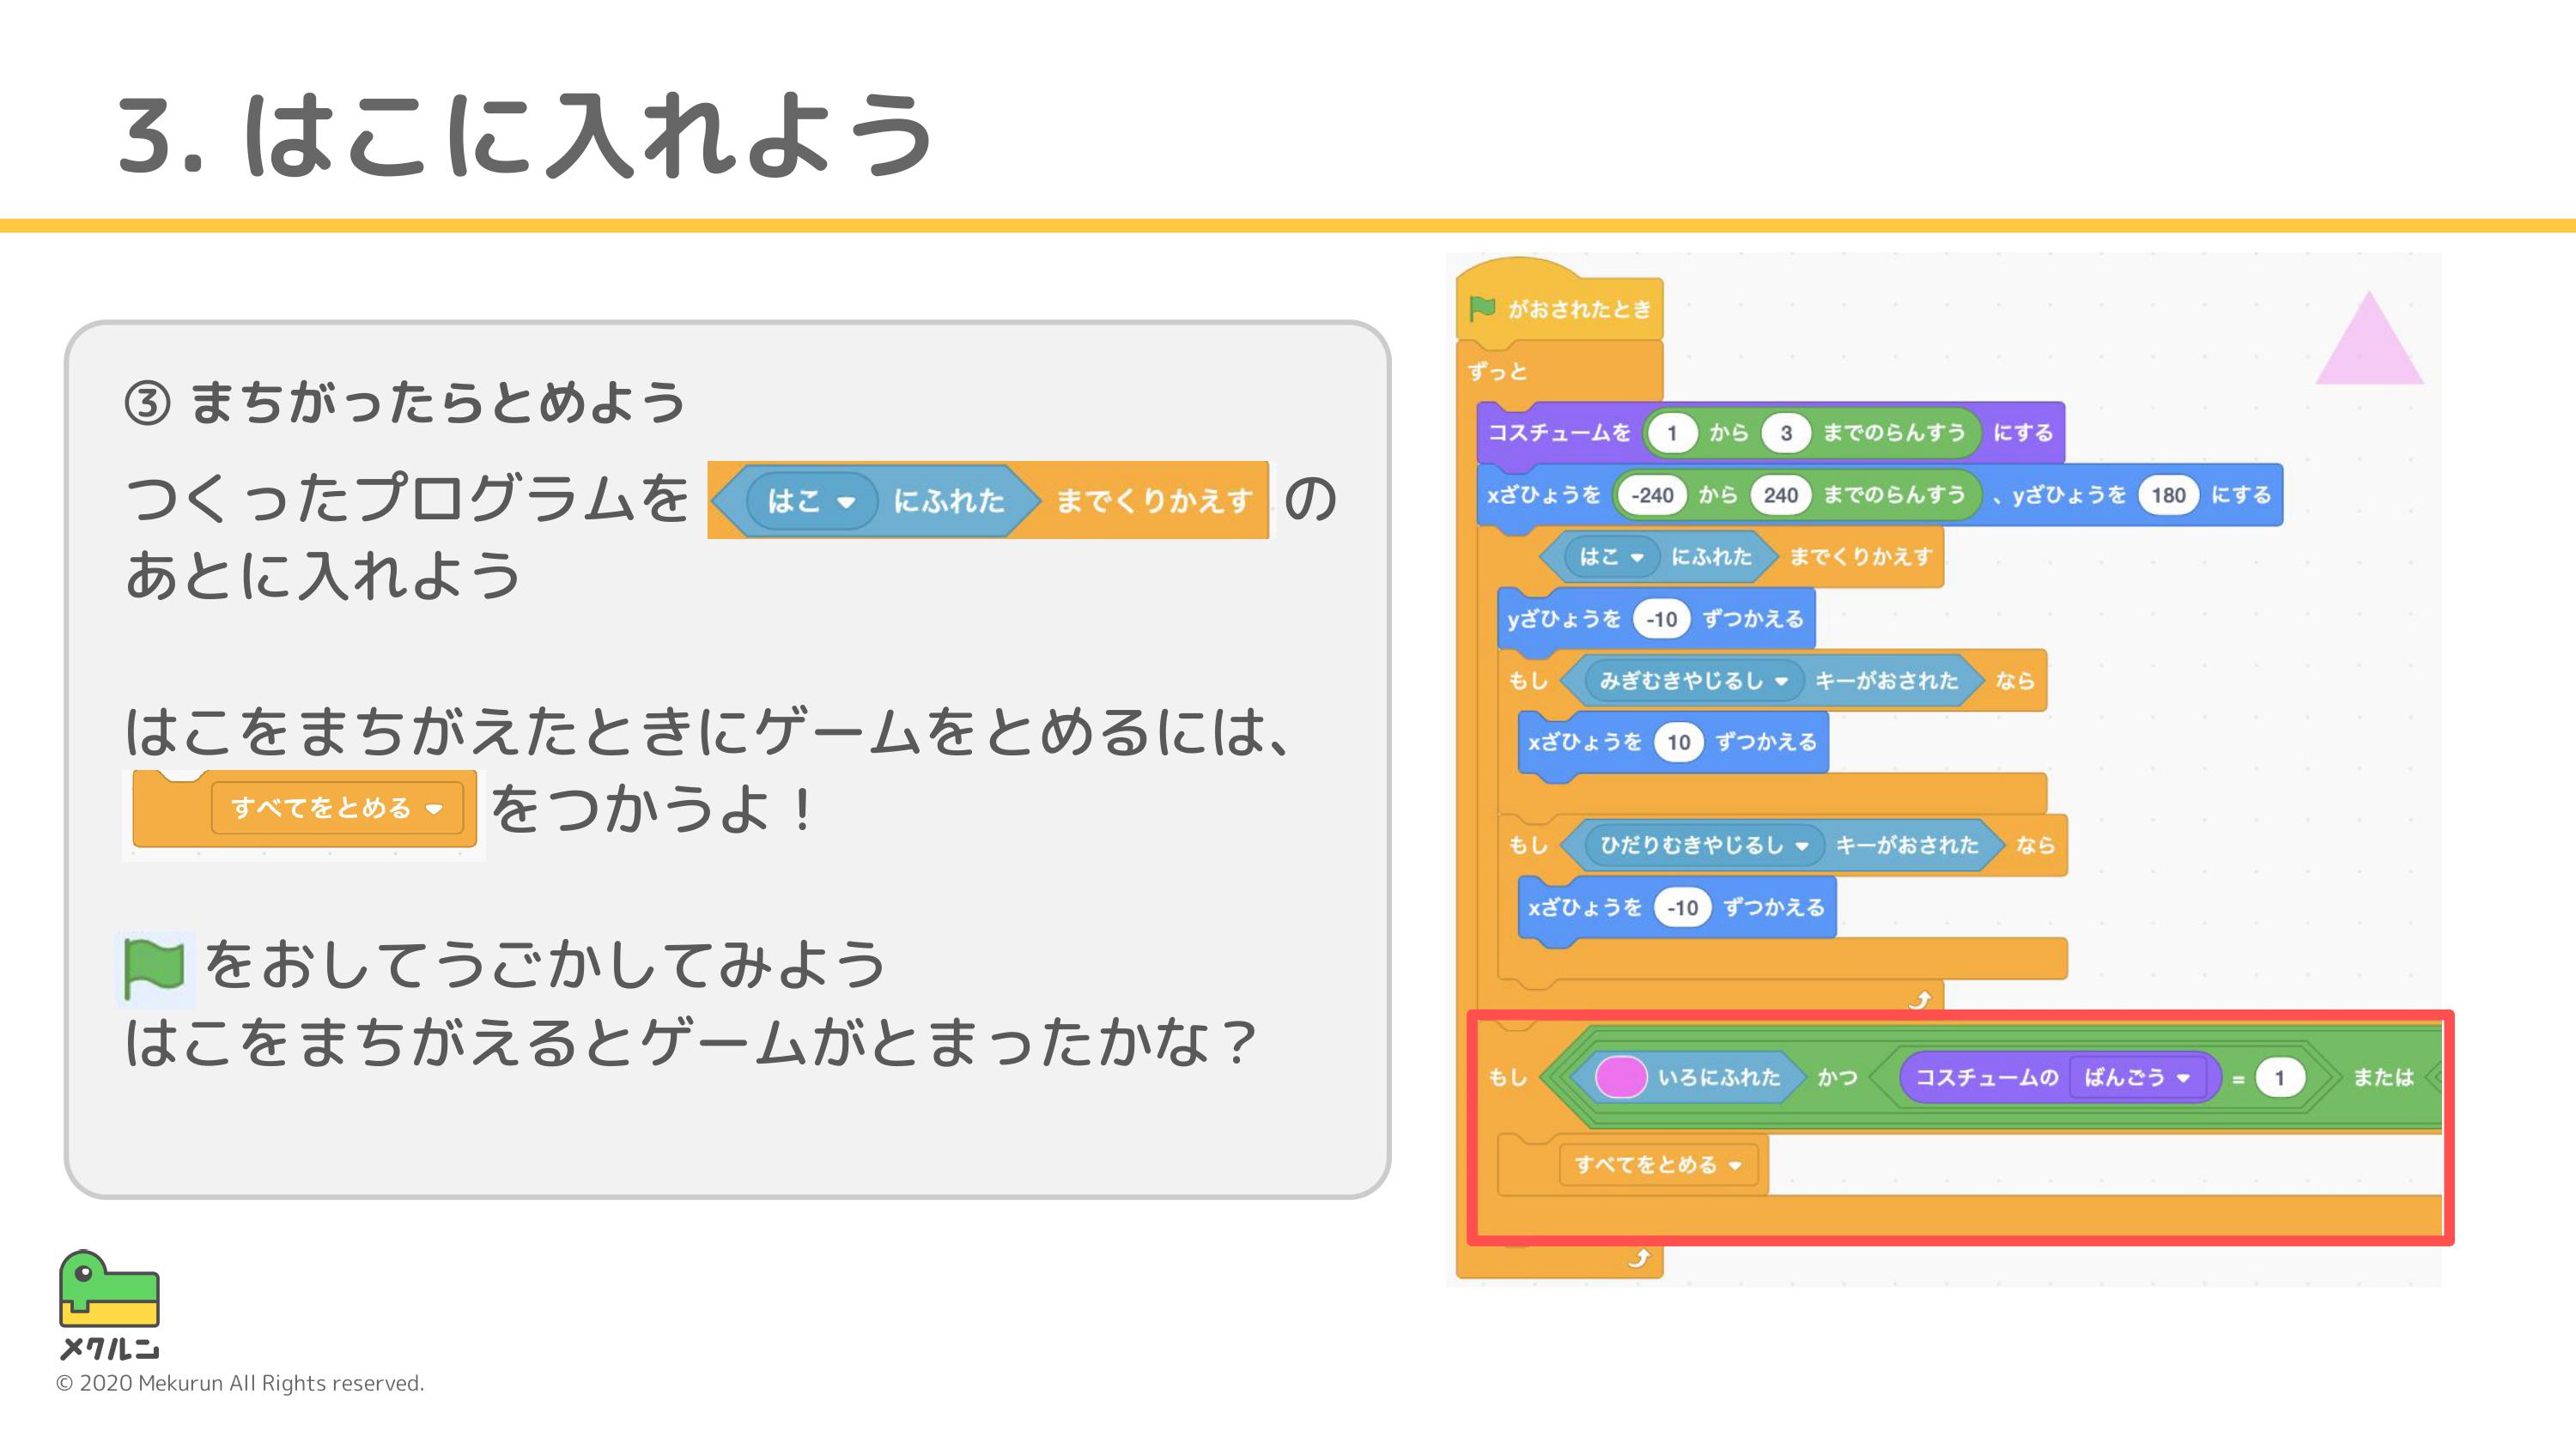 3. はこに入れよう
③ まちがったらとめよう
つくったプログラムを はこ にふれた までくりかえす の
あとに入れよう
はこをまちがえたときにゲームをとめるには、
すべてをとめる をつかうよ！
をおしてうごかしてみよう
はこをまちがえるとゲームがとまったかな？
がおされたとき
ずっと
コスチュームを 1 から 3 までのらんすう にする
xざひょうを -240 から 240 までのらんすう 、yざひょうを 180 にする
はこ にふれた までくりかえす
yざひょうを -10 ずつかえる
もし みぎむきやじるし キーがおされた なら
xざひょうを 10 ずつかえる
もし ひだりむきやじるし キーがおされた なら
xざひょうを -10 ずつかえる
もし いろにふれた かつ コスチュームの ばんごう = 1 または
すべてをとめる
メクルン
© 2020 Mekurun All Rights reserved.